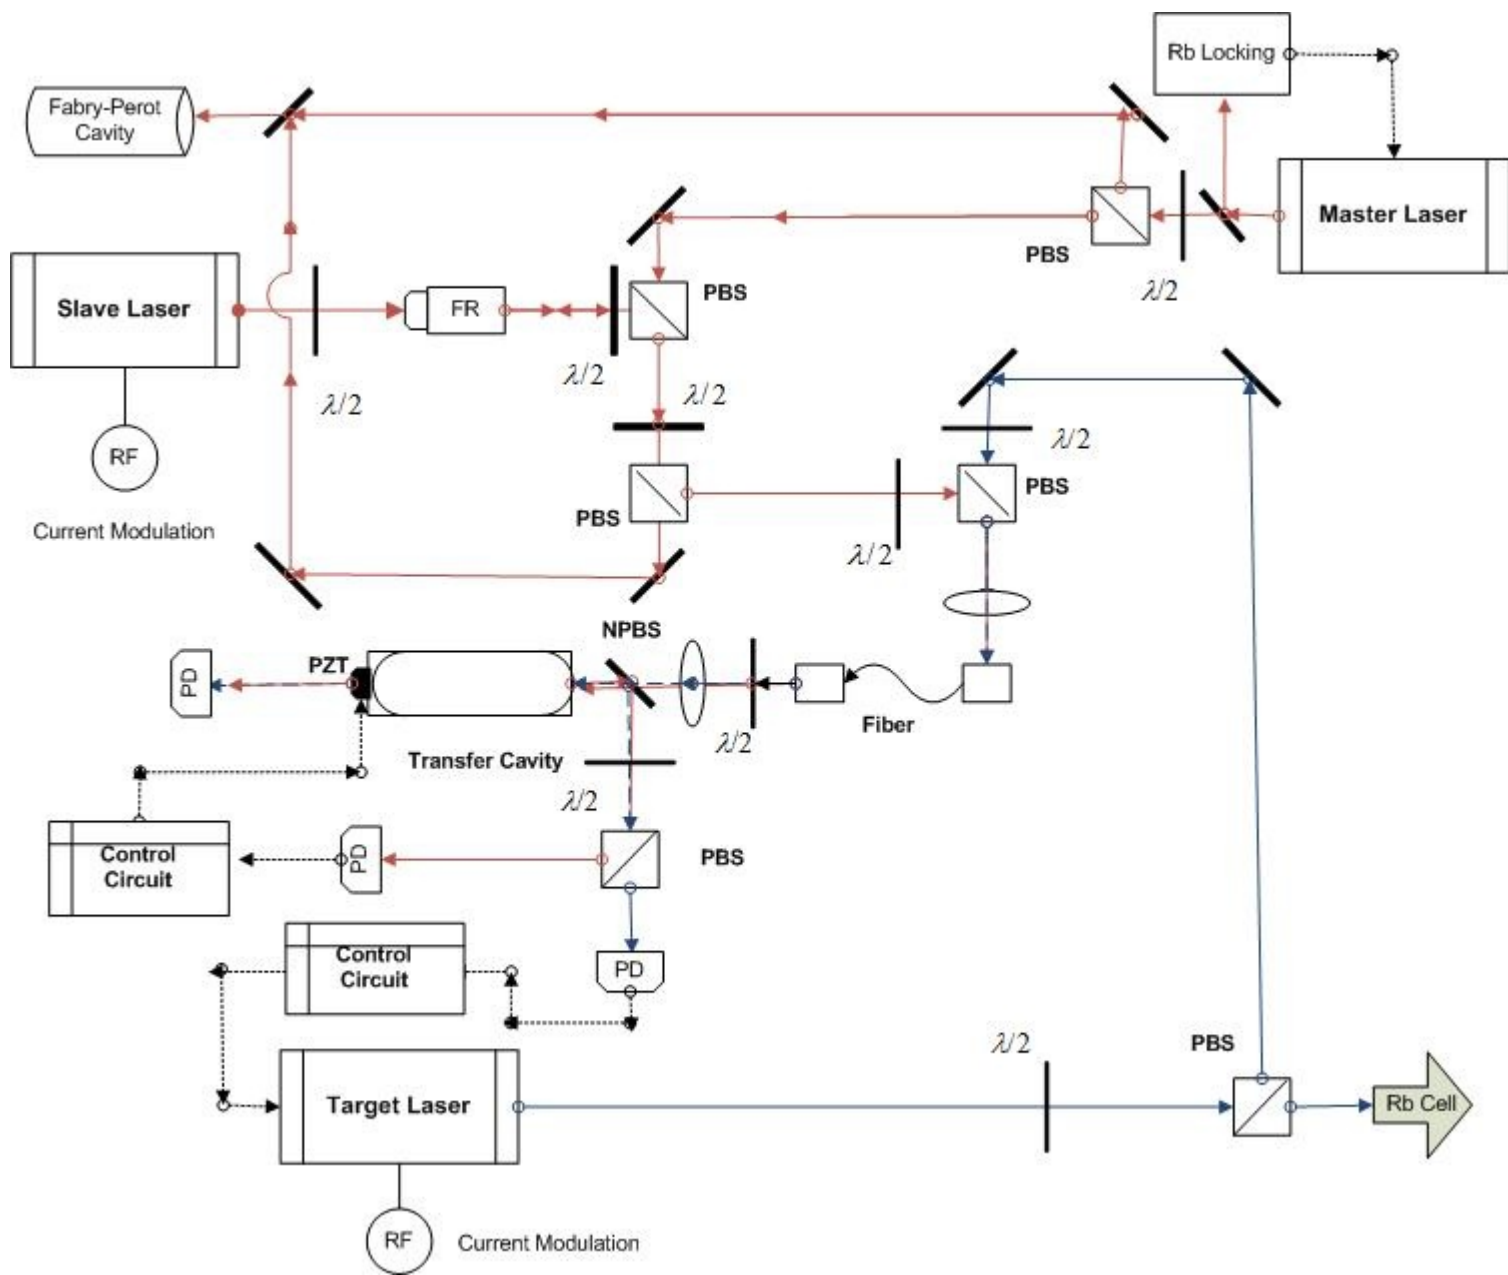 Rb Locking
Fabry-Perot
Cavity
Master Laser
PBS
λ/2
PBS
Slave Laser
FR
λ/2
λ/2
λ/2
RF
λ/2
PBS
PBS
Current Modulation
λ/2
NPBS
PZT
PD
Fiber
λ/2
Transfer Cavity
λ/2
Control
Circuit
PD
PBS
Control
Circuit
PD
λ/2
PBS
Target Laser
Rb Cell
RF
Current Modulation